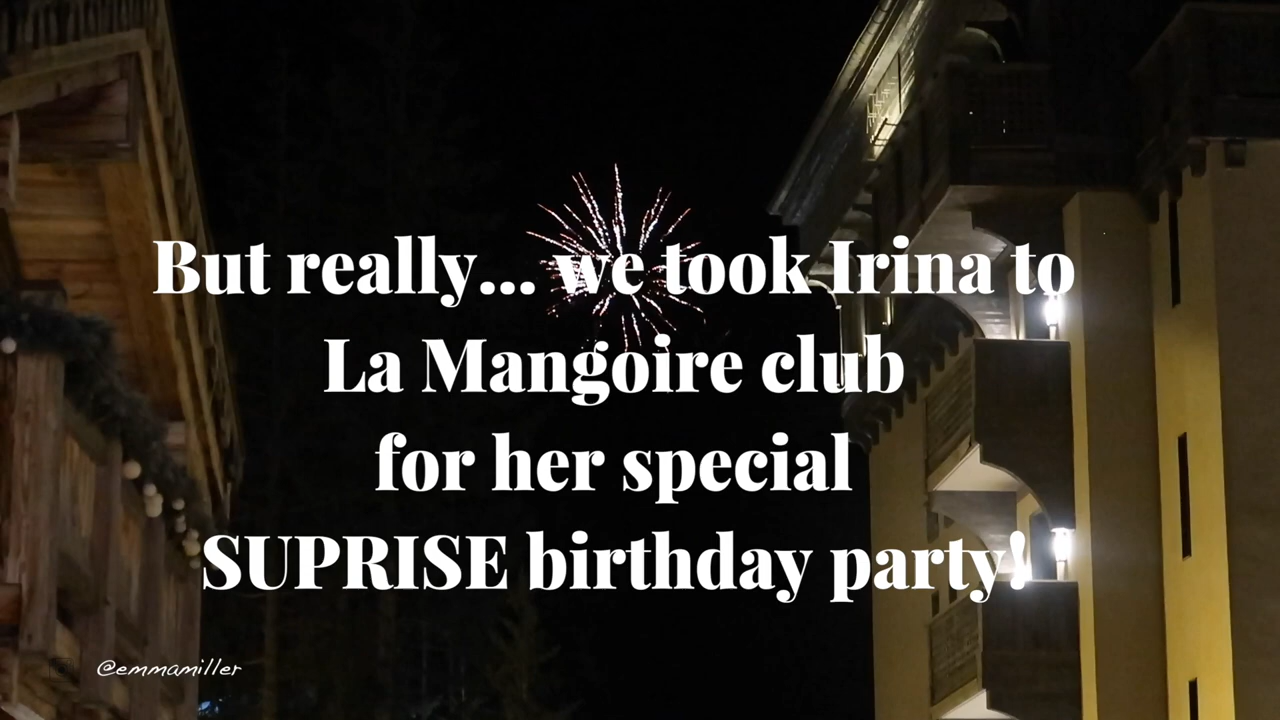 But really... we took Irina to
La Mangoire club
for her special
SUPRISE birthday party!
@emmamiller